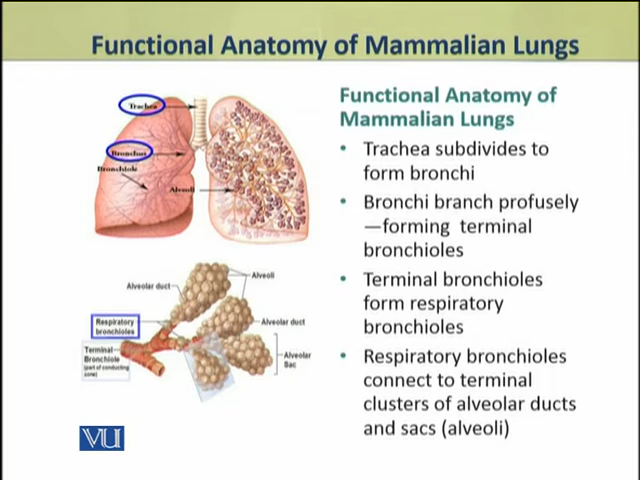 Functional Anatomy of Mammalian Lungs
Trachea
Bronchus
Bronchiole
Alveoli
Alveoli
Alveolar duct
Respiratory
bronchioles
Alveolar duct
Terminal
Bronchiole
(part of conducting
zone)
Alveolar
Sac
VU
Functional Anatomy of
Mammalian Lungs
• Trachea subdivides to
form bronchi
• Bronchi branch profusely
—forming terminal
bronchioles
• Terminal bronchioles
form respiratory
bronchioles
• Respiratory bronchioles
connect to terminal
clusters of alveolar ducts
and sacs (alveoli)